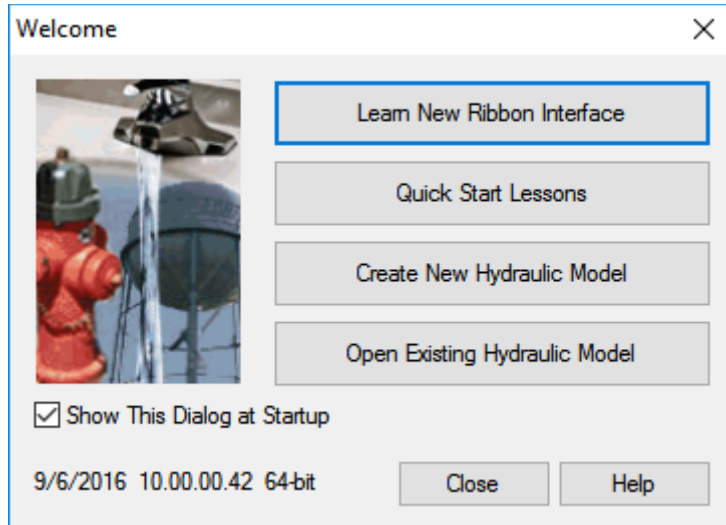 Welcome
Learn New Ribbon Interface
Quick Start Lessons
Create New Hydraulic Model
Open Existing Hydraulic Model
Show This Dialog at Startup
9/6/2016 10.00.00.42 64-bit
Close
Help